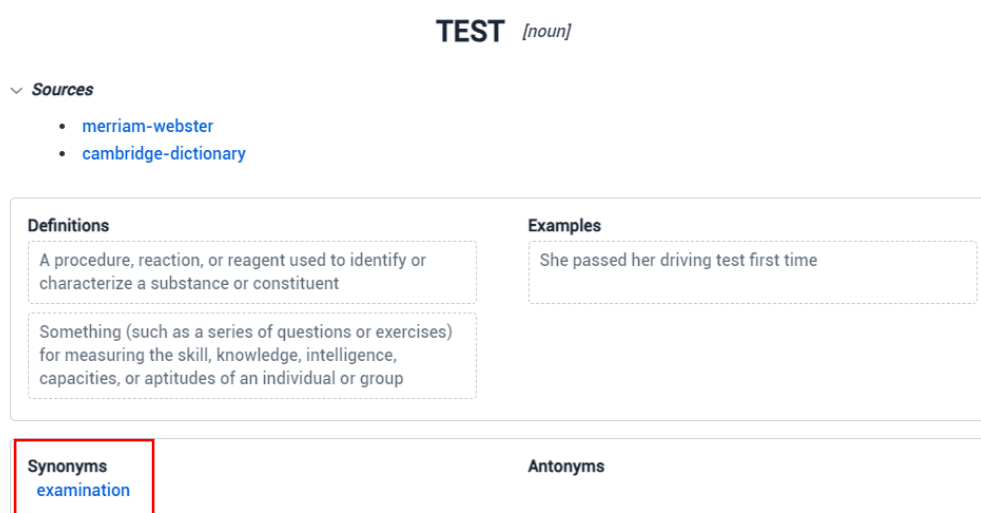 TEST [noun]
Sources
merriam-webster
cambridge-dictionary
Definitions
A procedure, reaction, or reagent used to identify or
characterize a substance or constituent
Something (such as a series of questions or exercises)
for measuring the skill, knowledge, intelligence,
capacities, or aptitudes of an individual or group
Examples
She passed her driving test first time
Synonyms
examination
Antonyms